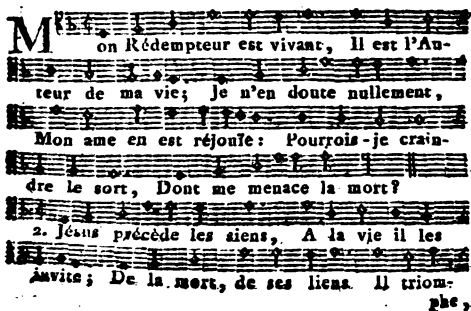 Mon Rédempteur est vivant, Il est l'Au-
teur de ma vie; Je n'en doute nullement,
Mon ame en est réjouïe: Pourrois-je crain-
dre le sort, Dont me menace la mort?
2. Jésus précède les siens, A la vie il les
invite; De la mort, de ses liens Il triom-
phe,